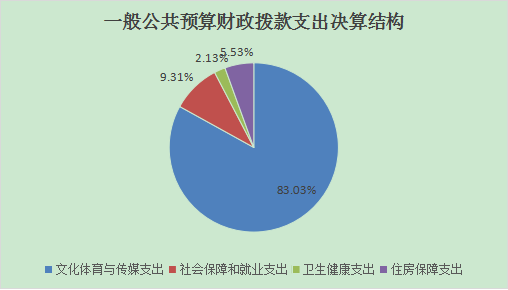 一般公共预算财政拨款支出决算结构
5.53%
2.13%
9.31%
83.03%
文化体育与传媒支出 社会保障和就业支出 卫生健康支出 住房保障支出